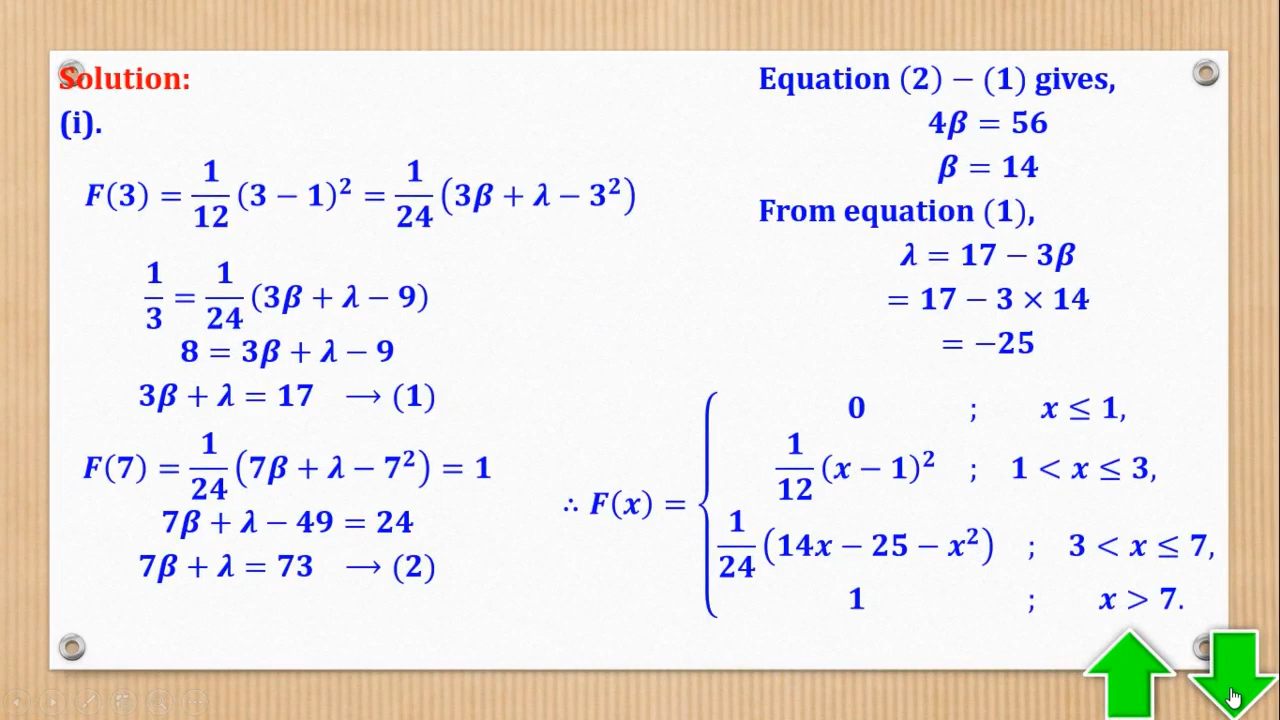 Solution:
(i).
F(3) = 1/12 (3 − 1)² = 1/24 (3β + λ − 3²)
1/3 = 1/24 (3β + λ − 9)
8 = 3β + λ − 9
3β + λ = 17 → (1)
F(7) = 1/24 (7β + λ − 7²) = 1
7β + λ − 49 = 24
7β + λ = 73 → (2)
Equation (2) − (1) gives,
4β = 56
β = 14
From equation (1),
λ = 17 − 3β
= 17 − 3 × 14
= −25
∴ F(x) = {
0 ; x ≤ 1,
1/12 (x − 1)² ; 1 < x ≤ 3,
1/24 (14x − 25 − x²) ; 3 < x ≤ 7,
1 ; x > 7.